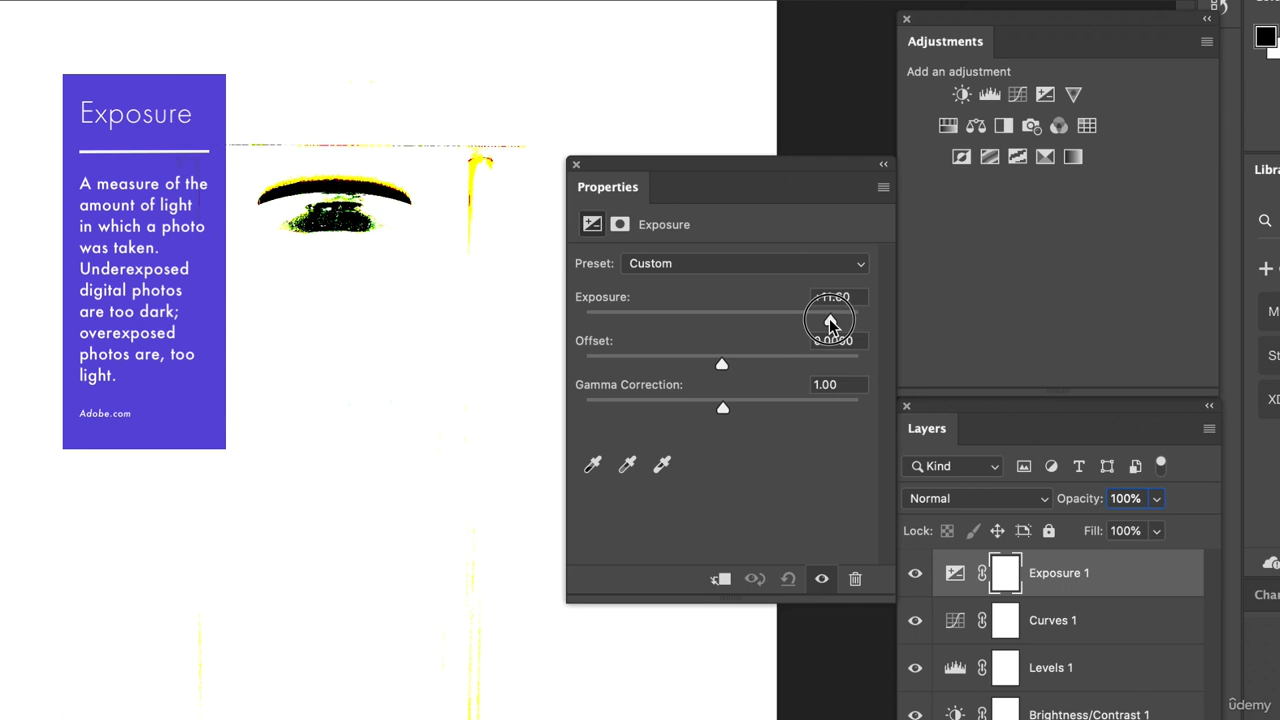 Exposure
A measure of the
amount of light
in which a photo
was taken.
Underexposed
digital photos
are too dark;
overexposed
photos are, too
light.
Adobe.com
Properties
Exposure
Preset: Custom
Exposure:
Offset:
Gamma Correction: 1.00
Adjustments
Add an adjustment
Layers
Kind
Normal Opacity: 100%
Lock: Fill: 100%
Exposure 1
Curves 1
Levels 1
Brightness/Contrast 1
ûdemy